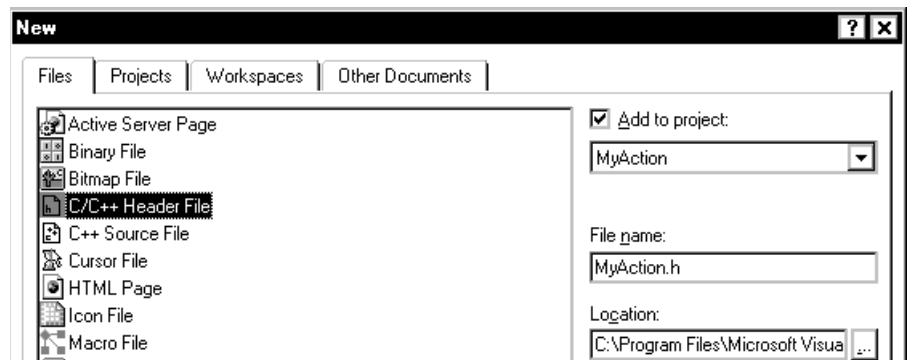 New
Files Projects Workspaces Other Documents
Active Server Page
Binary File
Bitmap File
C/C++ Header File
C++ Source File
Cursor File
HTML Page
Icon File
Macro File
Add to project:
MyAction
File name:
MyAction.h
Location:
C:\Program Files\Microsoft Visua ...